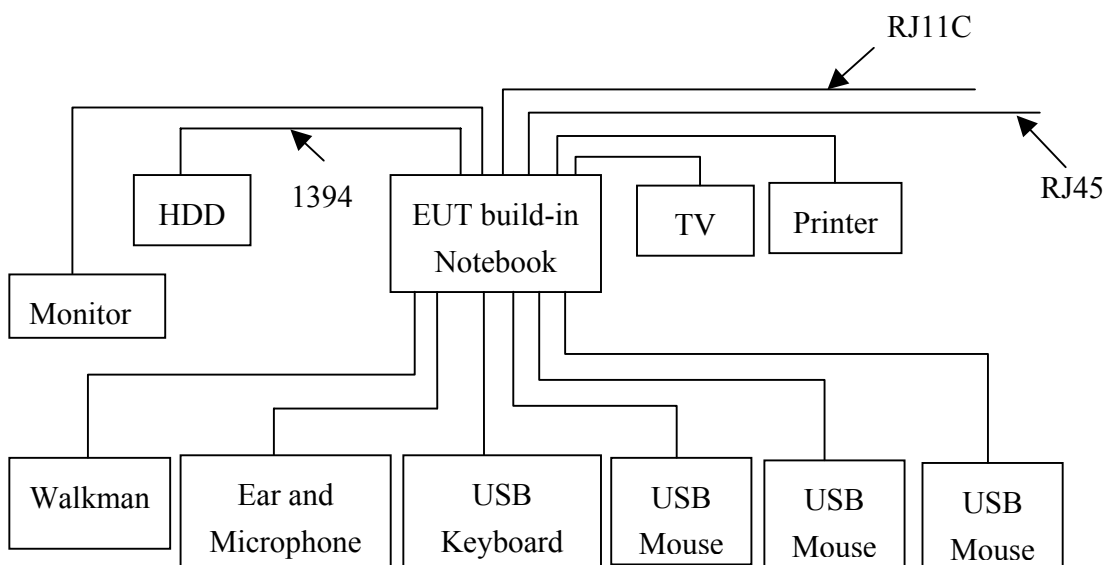 RJ11C
RJ45
HDD
1394
EUT build-in
Notebook
TV
Printer
Monitor
Walkman
Ear and
Microphone
USB
Keyboard
USB
Mouse
USB
Mouse
USB
Mouse